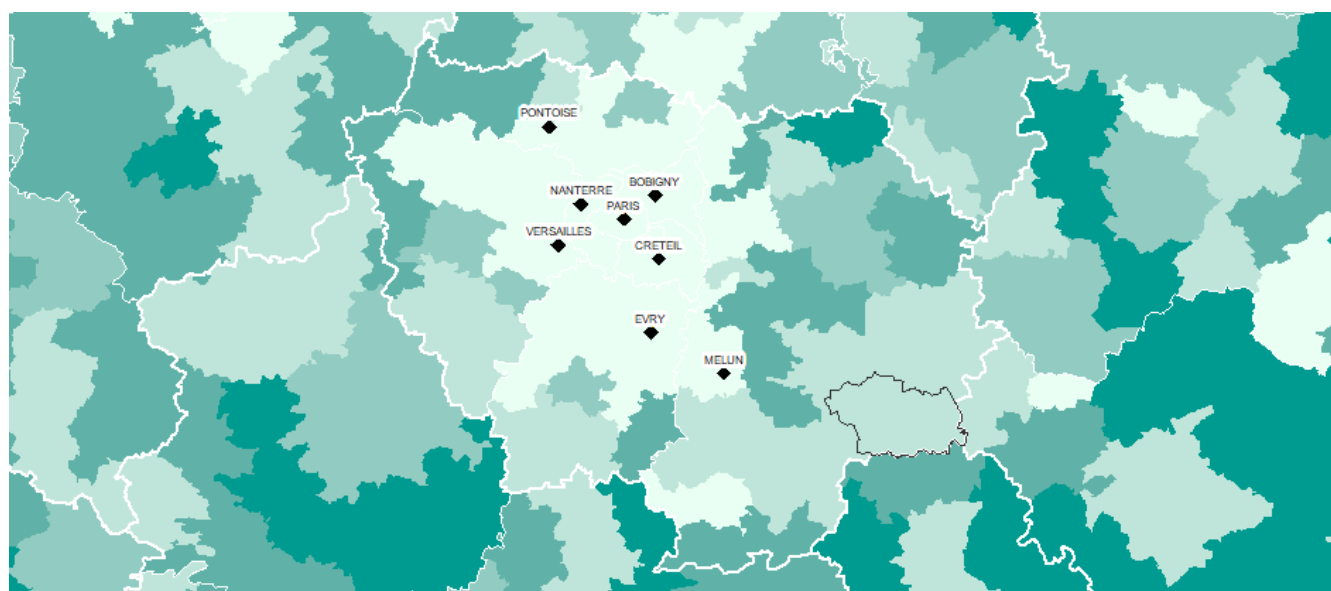 PONTOISE
BOBIGNY
NANTERRE
PARIS
VERSAILLES
CRETEIL
EVRY
MELUN